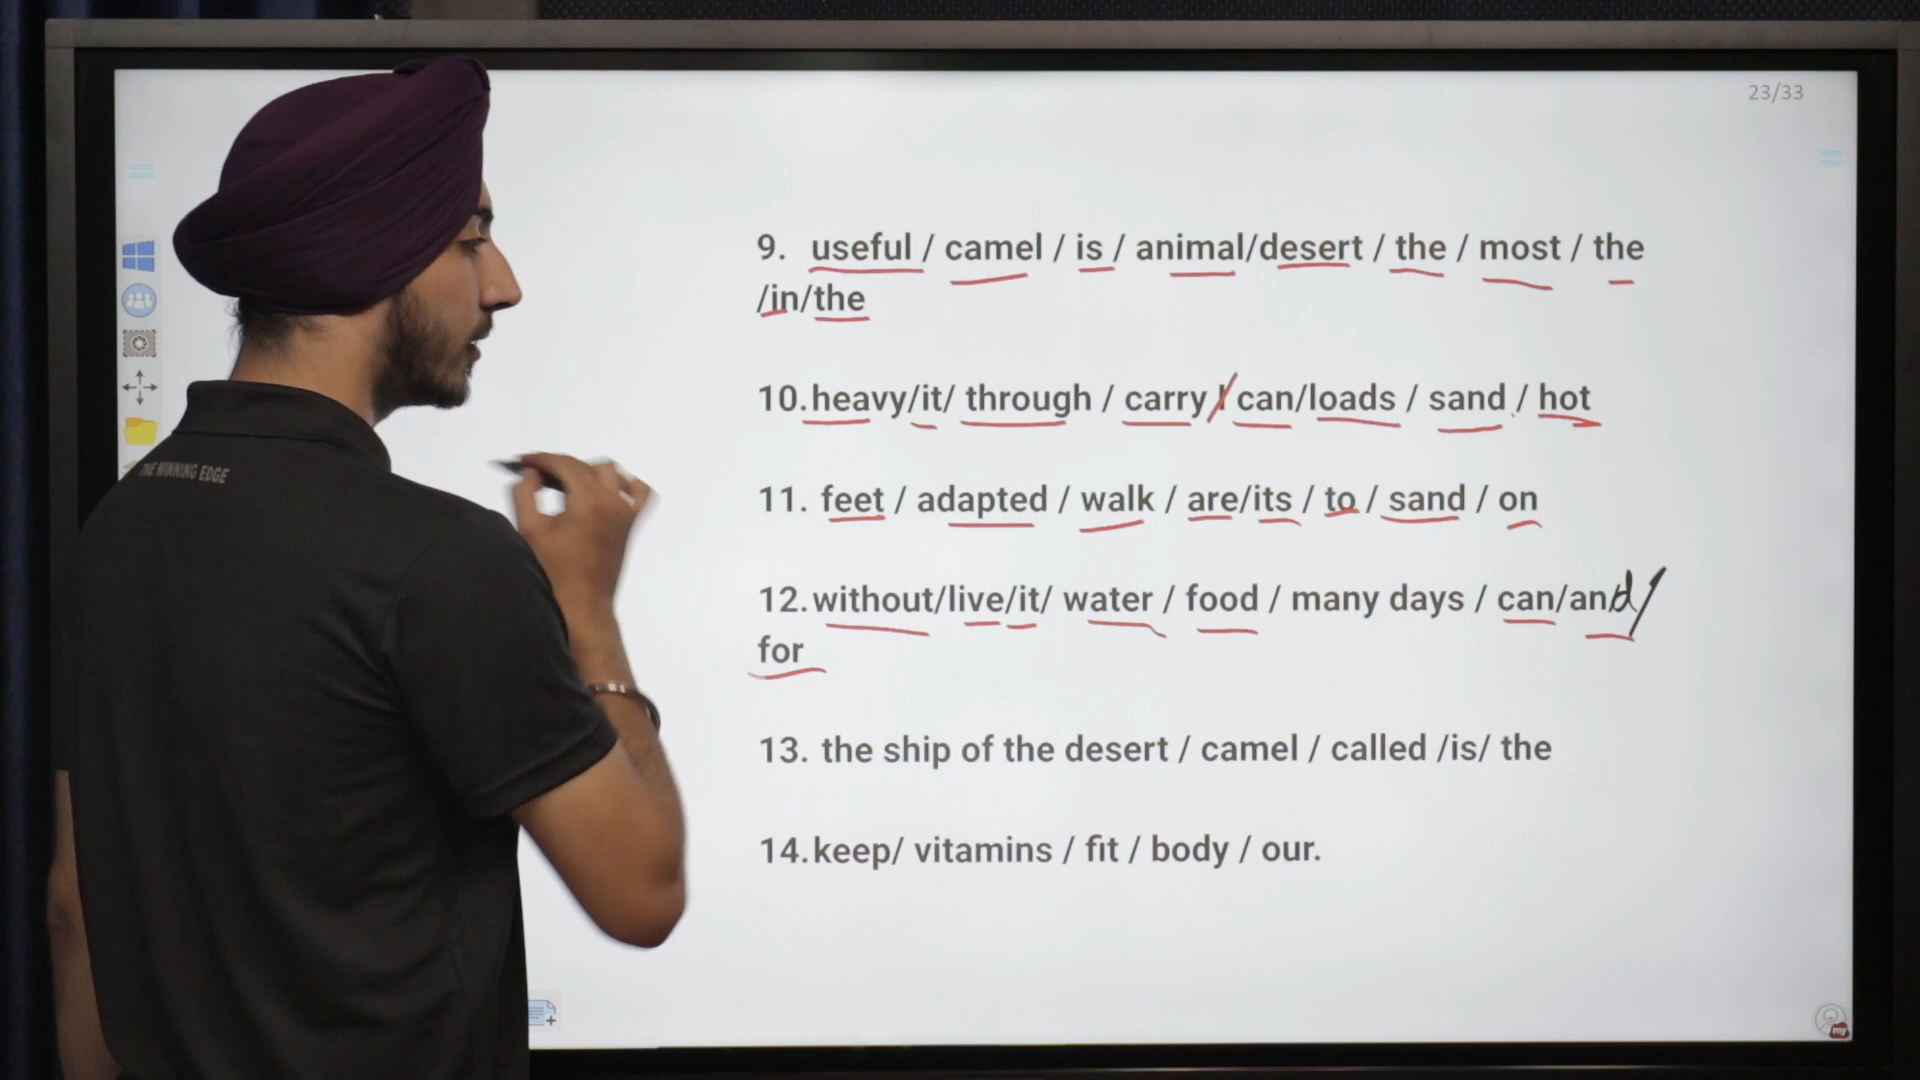 23/33
9. useful / camel / is / animal/desert / the / most / the
/in/the
10.heavy/it/ through / carry / can/loads / sand / hot
11. feet / adapted / walk / are/its / to / sand / on
12.without/live/it/ water / food / many days / can/and/
for
13. the ship of the desert / camel / called /is/ the
14.keep/ vitamins / fit / body / our.
THE WINNING EDGE